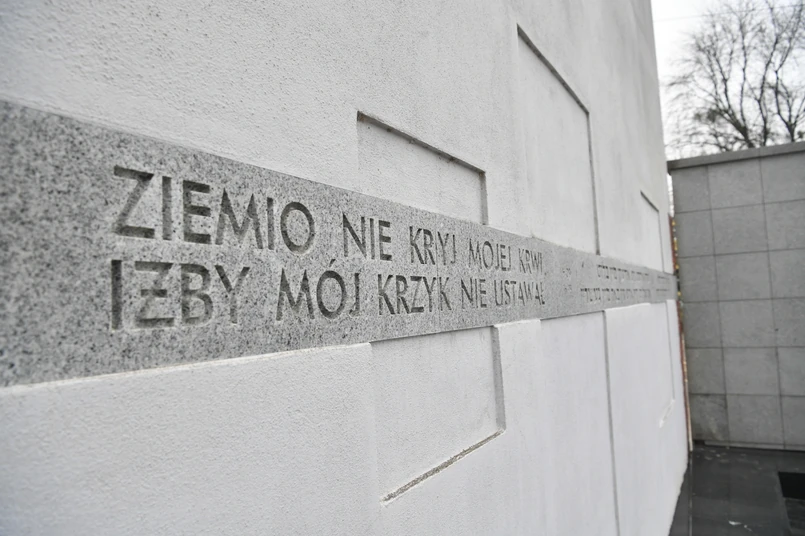 ZIEMIO NIE KRYJ MOJEJ KRWI
IŻBY MÓJ KRZYK NIE USTAWAŁ